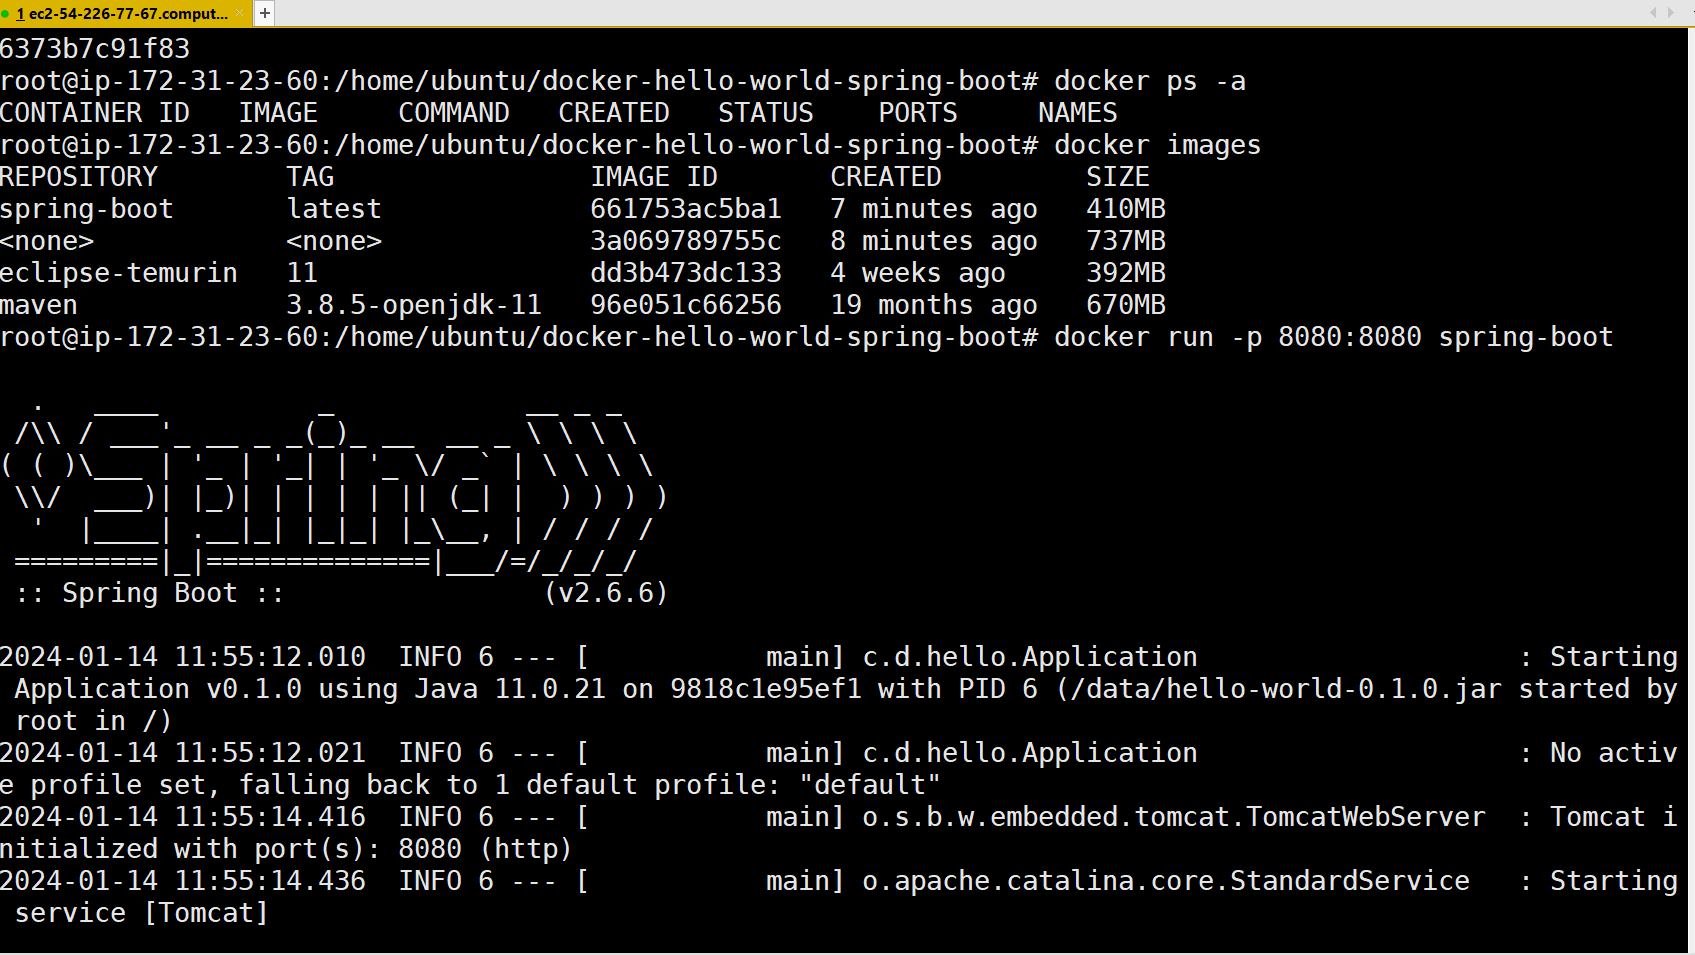 1 ec2-54-226-77-67.comput... × +
6373b7c91f83
root@ip-172-31-23-60:/home/ubuntu/docker-hello-world-spring-boot# docker ps -a
CONTAINER ID   IMAGE     COMMAND   CREATED   STATUS    PORTS     NAMES
root@ip-172-31-23-60:/home/ubuntu/docker-hello-world-spring-boot# docker images
REPOSITORY        TAG                IMAGE ID       CREATED         SIZE
spring-boot       latest             661753ac5ba1   7 minutes ago   410MB
<none>            <none>             3a069789755c   8 minutes ago   737MB
eclipse-temurin   11                 dd3b473dc133   4 weeks ago     392MB
maven             3.8.5-openjdk-11   96e051c66256   19 months ago   670MB
root@ip-172-31-23-60:/home/ubuntu/docker-hello-world-spring-boot# docker run -p 8080:8080 spring-boot
  .   ____          _            __ _ _
 /\\ / ___'_ __ _ _(_)_ __  __ _ \ \ \ \
( ( )\___ | '_ | '_| | '_ \/ _` | \ \ \ \
 \\/  ___)| |_)| | | | | || (_| |  ) ) ) )
  '  |____| .__|_| |_|_| |_\__, | / / / /
 =========|_|==============|___/=/_/_/_/
 :: Spring Boot ::                (v2.6.6)
2024-01-14 11:55:12.010  INFO 6 --- [           main] c.d.hello.Application                    : Starting
 Application v0.1.0 using Java 11.0.21 on 9818c1e95ef1 with PID 6 (/data/hello-world-0.1.0.jar started by
 root in /)
2024-01-14 11:55:12.021  INFO 6 --- [           main] c.d.hello.Application                    : No activ
e profile set, falling back to 1 default profile: "default"
2024-01-14 11:55:14.416  INFO 6 --- [           main] o.s.b.w.embedded.tomcat.TomcatWebServer  : Tomcat i
nitialized with port(s): 8080 (http)
2024-01-14 11:55:14.436  INFO 6 --- [           main] o.apache.catalina.core.StandardService   : Starting
 service [Tomcat]